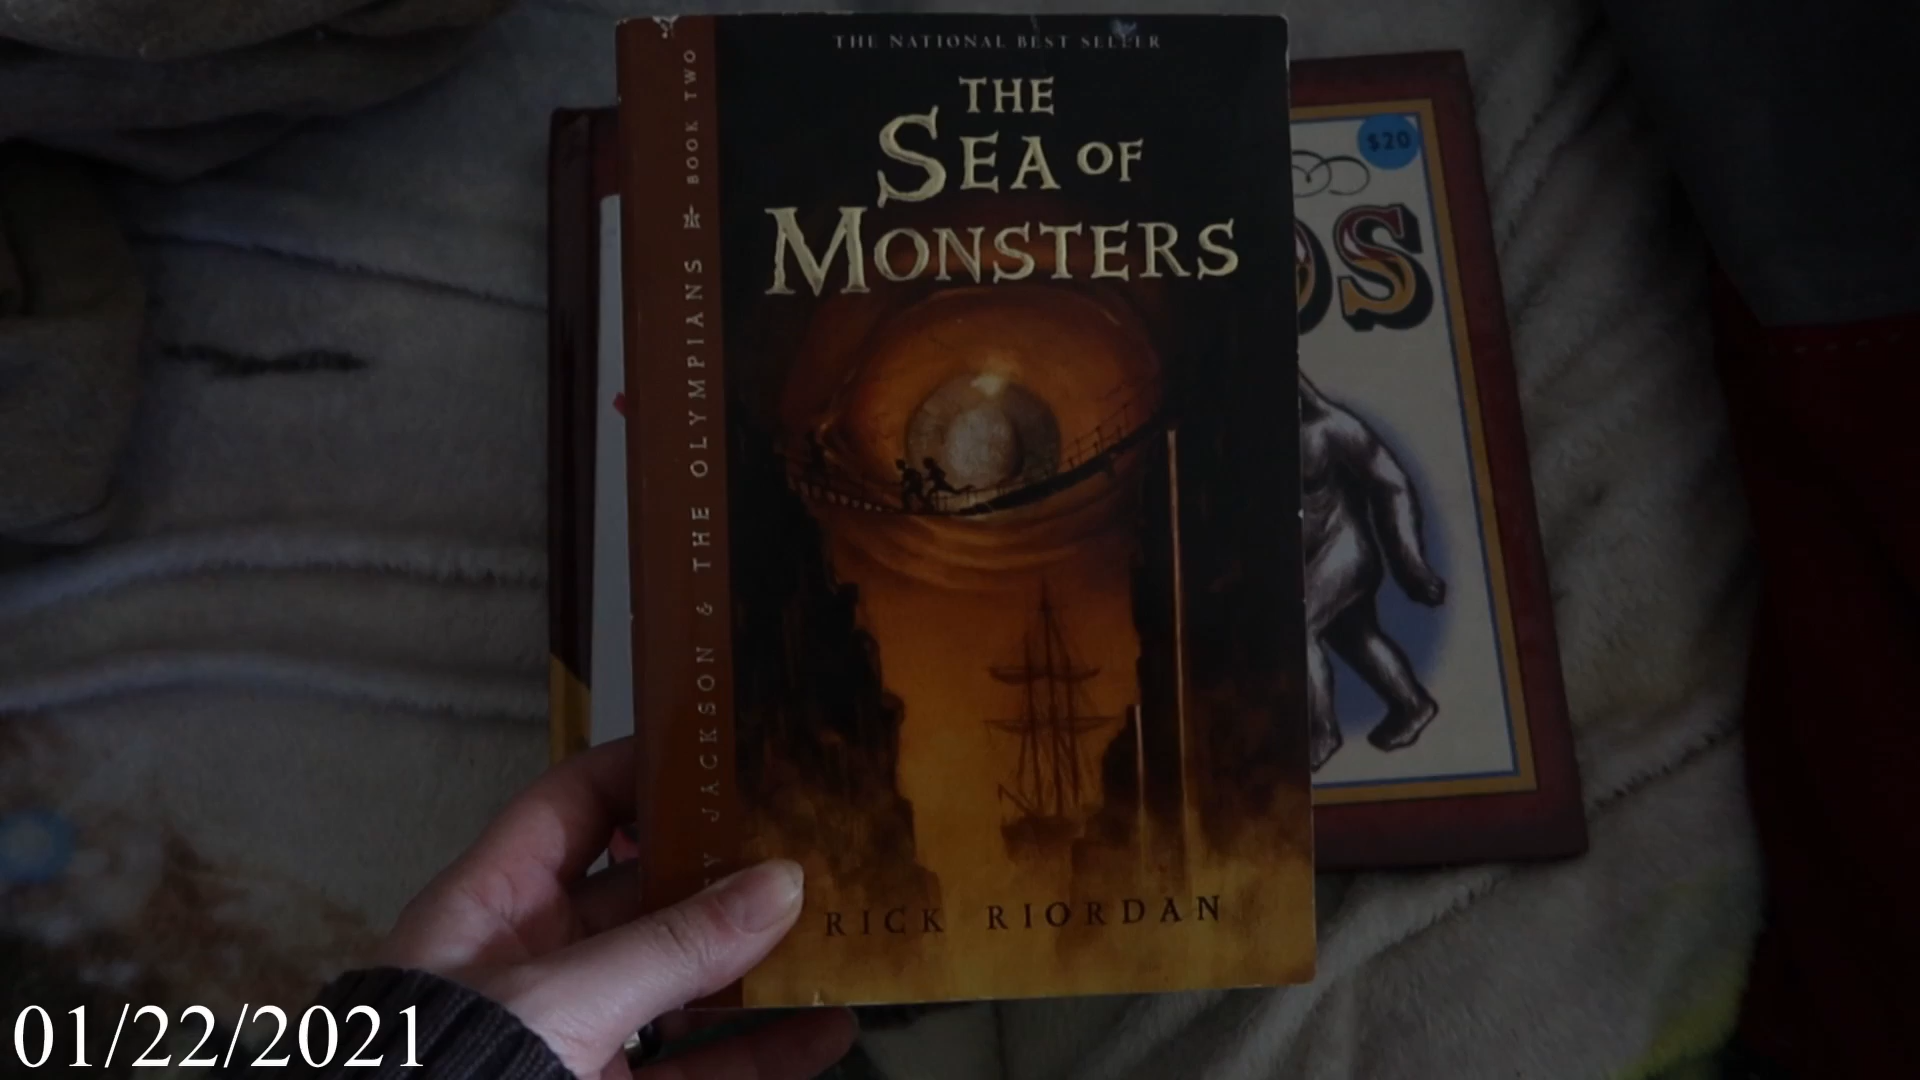 THE NATIONAL BEST SELLER
THE
SEA OF
MONSTERS
JACKSON & THE OLYMPIANS ★ BOOK TWO
$20
RICK RIORDAN
01/22/2021